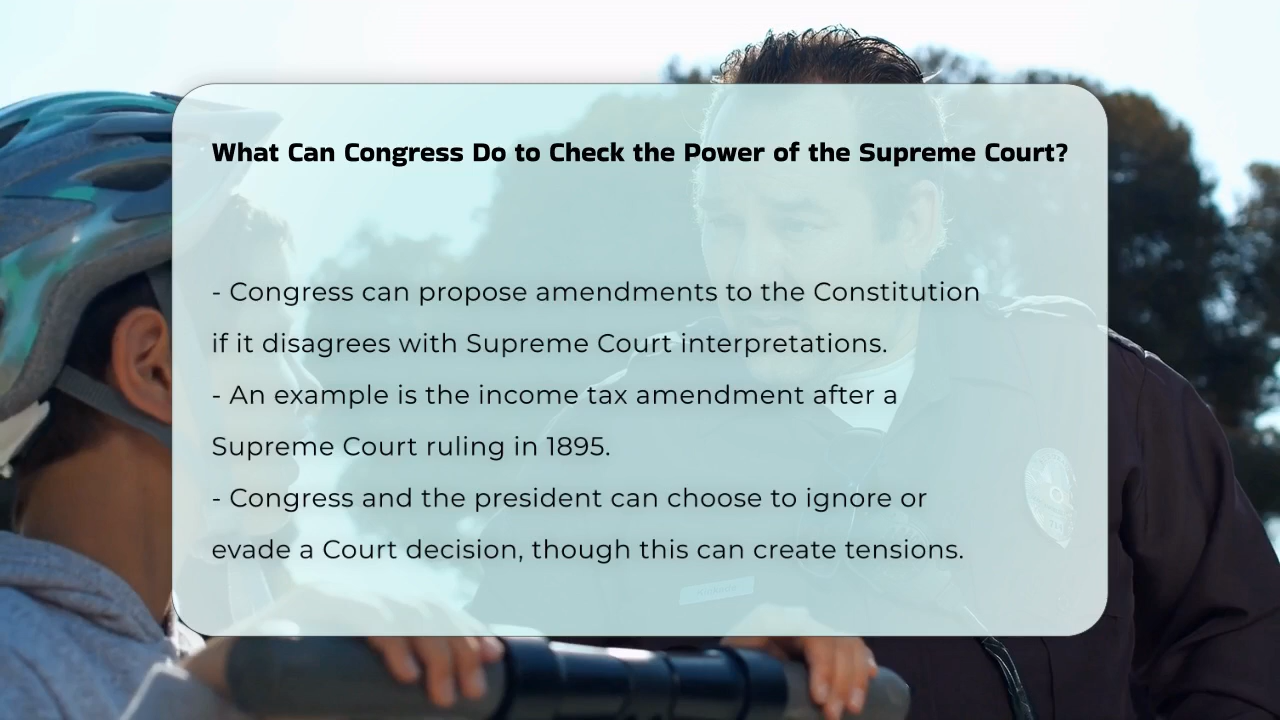 What Can Congress Do to Check the Power of the Supreme Court?
- Congress can propose amendments to the Constitution
if it disagrees with Supreme Court interpretations.
- An example is the income tax amendment after a
Supreme Court ruling in 1895.
- Congress and the president can choose to ignore or
evade a Court decision, though this can create tensions.